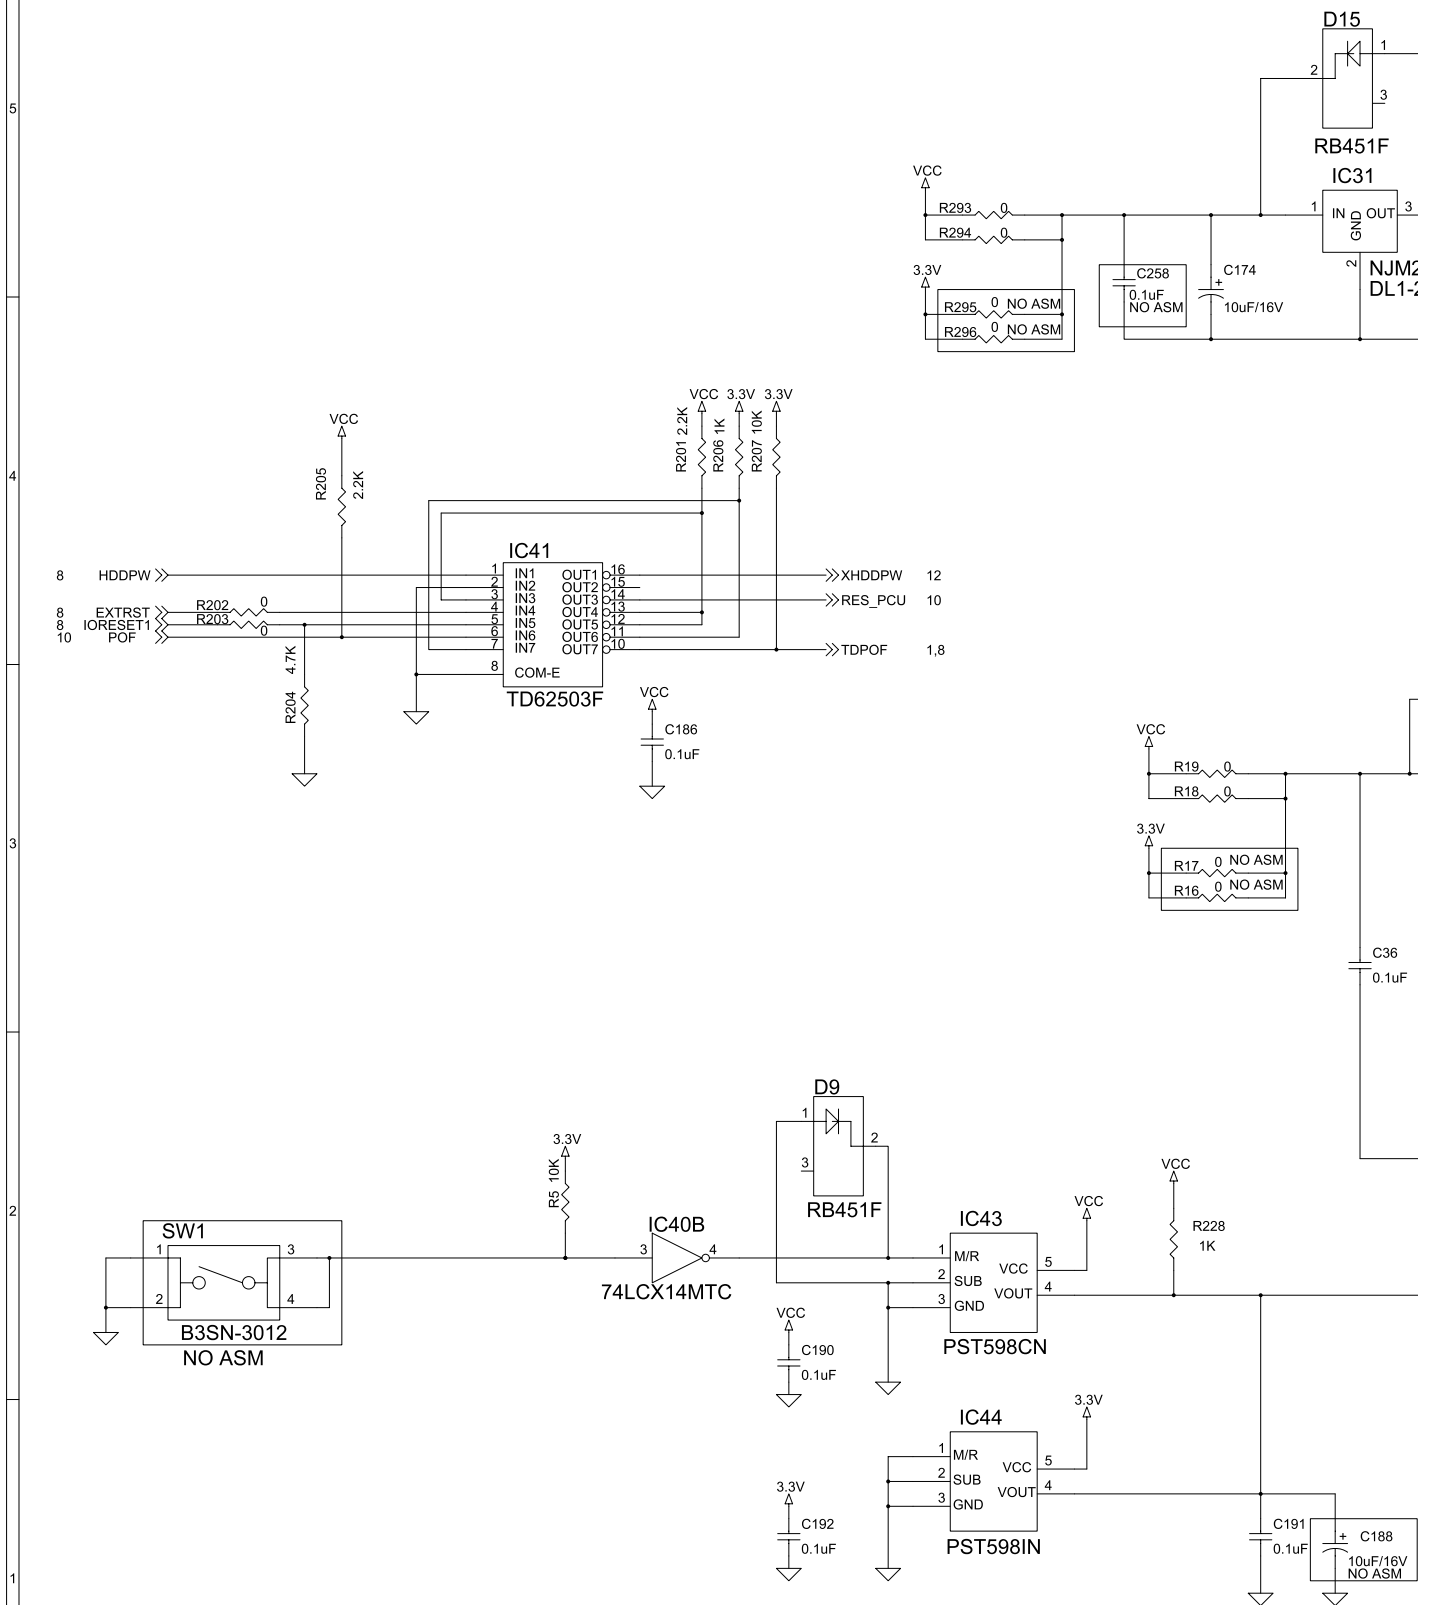 D15
1
2
3
5
RB451F
IC31
VCC
R293 0
R294 0
1 IN GND OUT 3
2
NJM2
DL1-2
3.3V
R295 0 NO ASM
R296 0 NO ASM
C258
0.1uF
NO ASM
C174
+
10uF/16V
VCC 3.3V 3.3V
R201 2.2K
R206 1K
R207 10K
VCC
R205
2.2K
4
IC41
8 HDDPW
1 IN1 OUT1 16
XHDDPW 12
2 IN2 OUT2 15
3 IN3 OUT3 14
RES_PCU 10
8 EXTRST R202 0
4 IN4 OUT4 13
8 IORESET1 R203 0
5 IN5 OUT5 12
10 POF
6 IN6 OUT6 11
7 IN7 OUT7 10
TDPOF 1,8
8 COM-E
TD62503F
R204 4.7K
VCC
C186
0.1uF
VCC
R19 0
R18 0
3.3V
R17 0 NO ASM
R16 0 NO ASM
3
C36
0.1uF
D9
1
2
3
RB451F
3.3V
R5 10K
2
SW1
1 3
2 4
B3SN-3012
NO ASM
IC40B
3 4
74LCX14MTC
IC43
1 M/R
2 SUB
3 GND
VCC 5
VOUT 4
PST598CN
VCC
VCC
R228
1K
VCC
C190
0.1uF
IC44
1 M/R
2 SUB
3 GND
VCC 5
VOUT 4
PST598IN
3.3V
3.3V
C192
0.1uF
C191
0.1uF
+ C188
10uF/16V
NO ASM
1